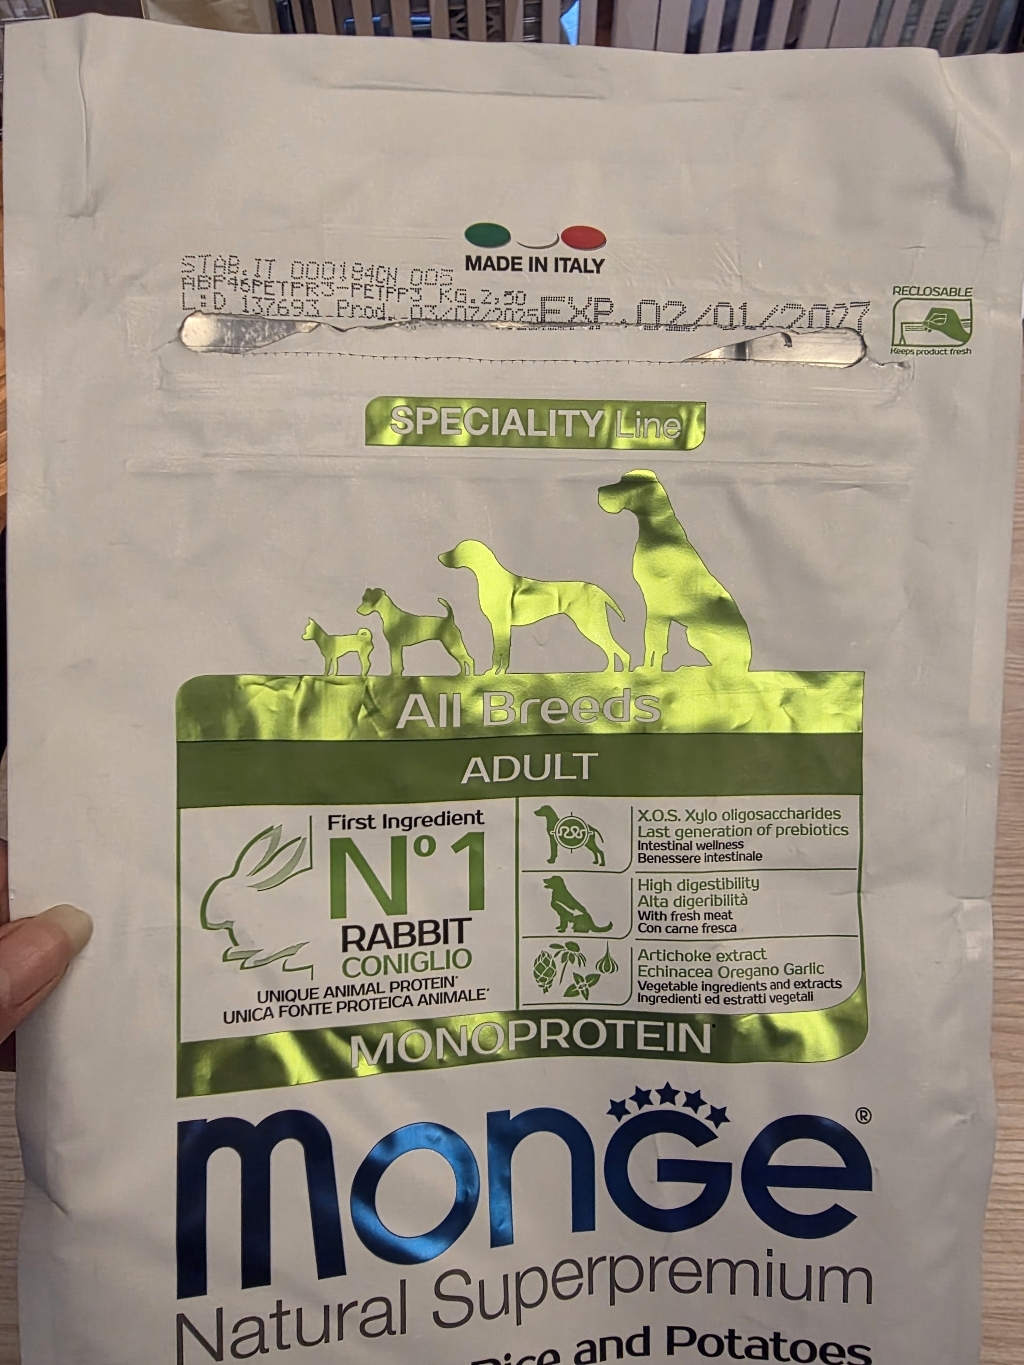 MADE IN ITALY
STAB.IT 000184CN 005
ABP46PETPR3-PETPP3 KG.2,50
L:D 137693 Prod. 03/07/2025 EXP. 02/01/2027
RECLOSABLE
Keeps product fresh
SPECIALITY Line
All Breeds
ADULT
First Ingredient
N° 1
RABBIT
CONIGLIO
UNIQUE ANIMAL PROTEIN*
UNICA FONTE PROTEICA ANIMALE*
X.O.S. Xylo oligosaccharides
Last generation of prebiotics
Intestinal wellness
Benessere intestinale
High digestibility
Alta digeribilità
With fresh meat
Con carne fresca
Artichoke extract
Echinacea Oregano Garlic
Vegetable ingredients and extracts
Ingredienti ed estratti vegetali
MONOPROTEIN*
monGe®
Natural Superpremium
Rice and Potatoes